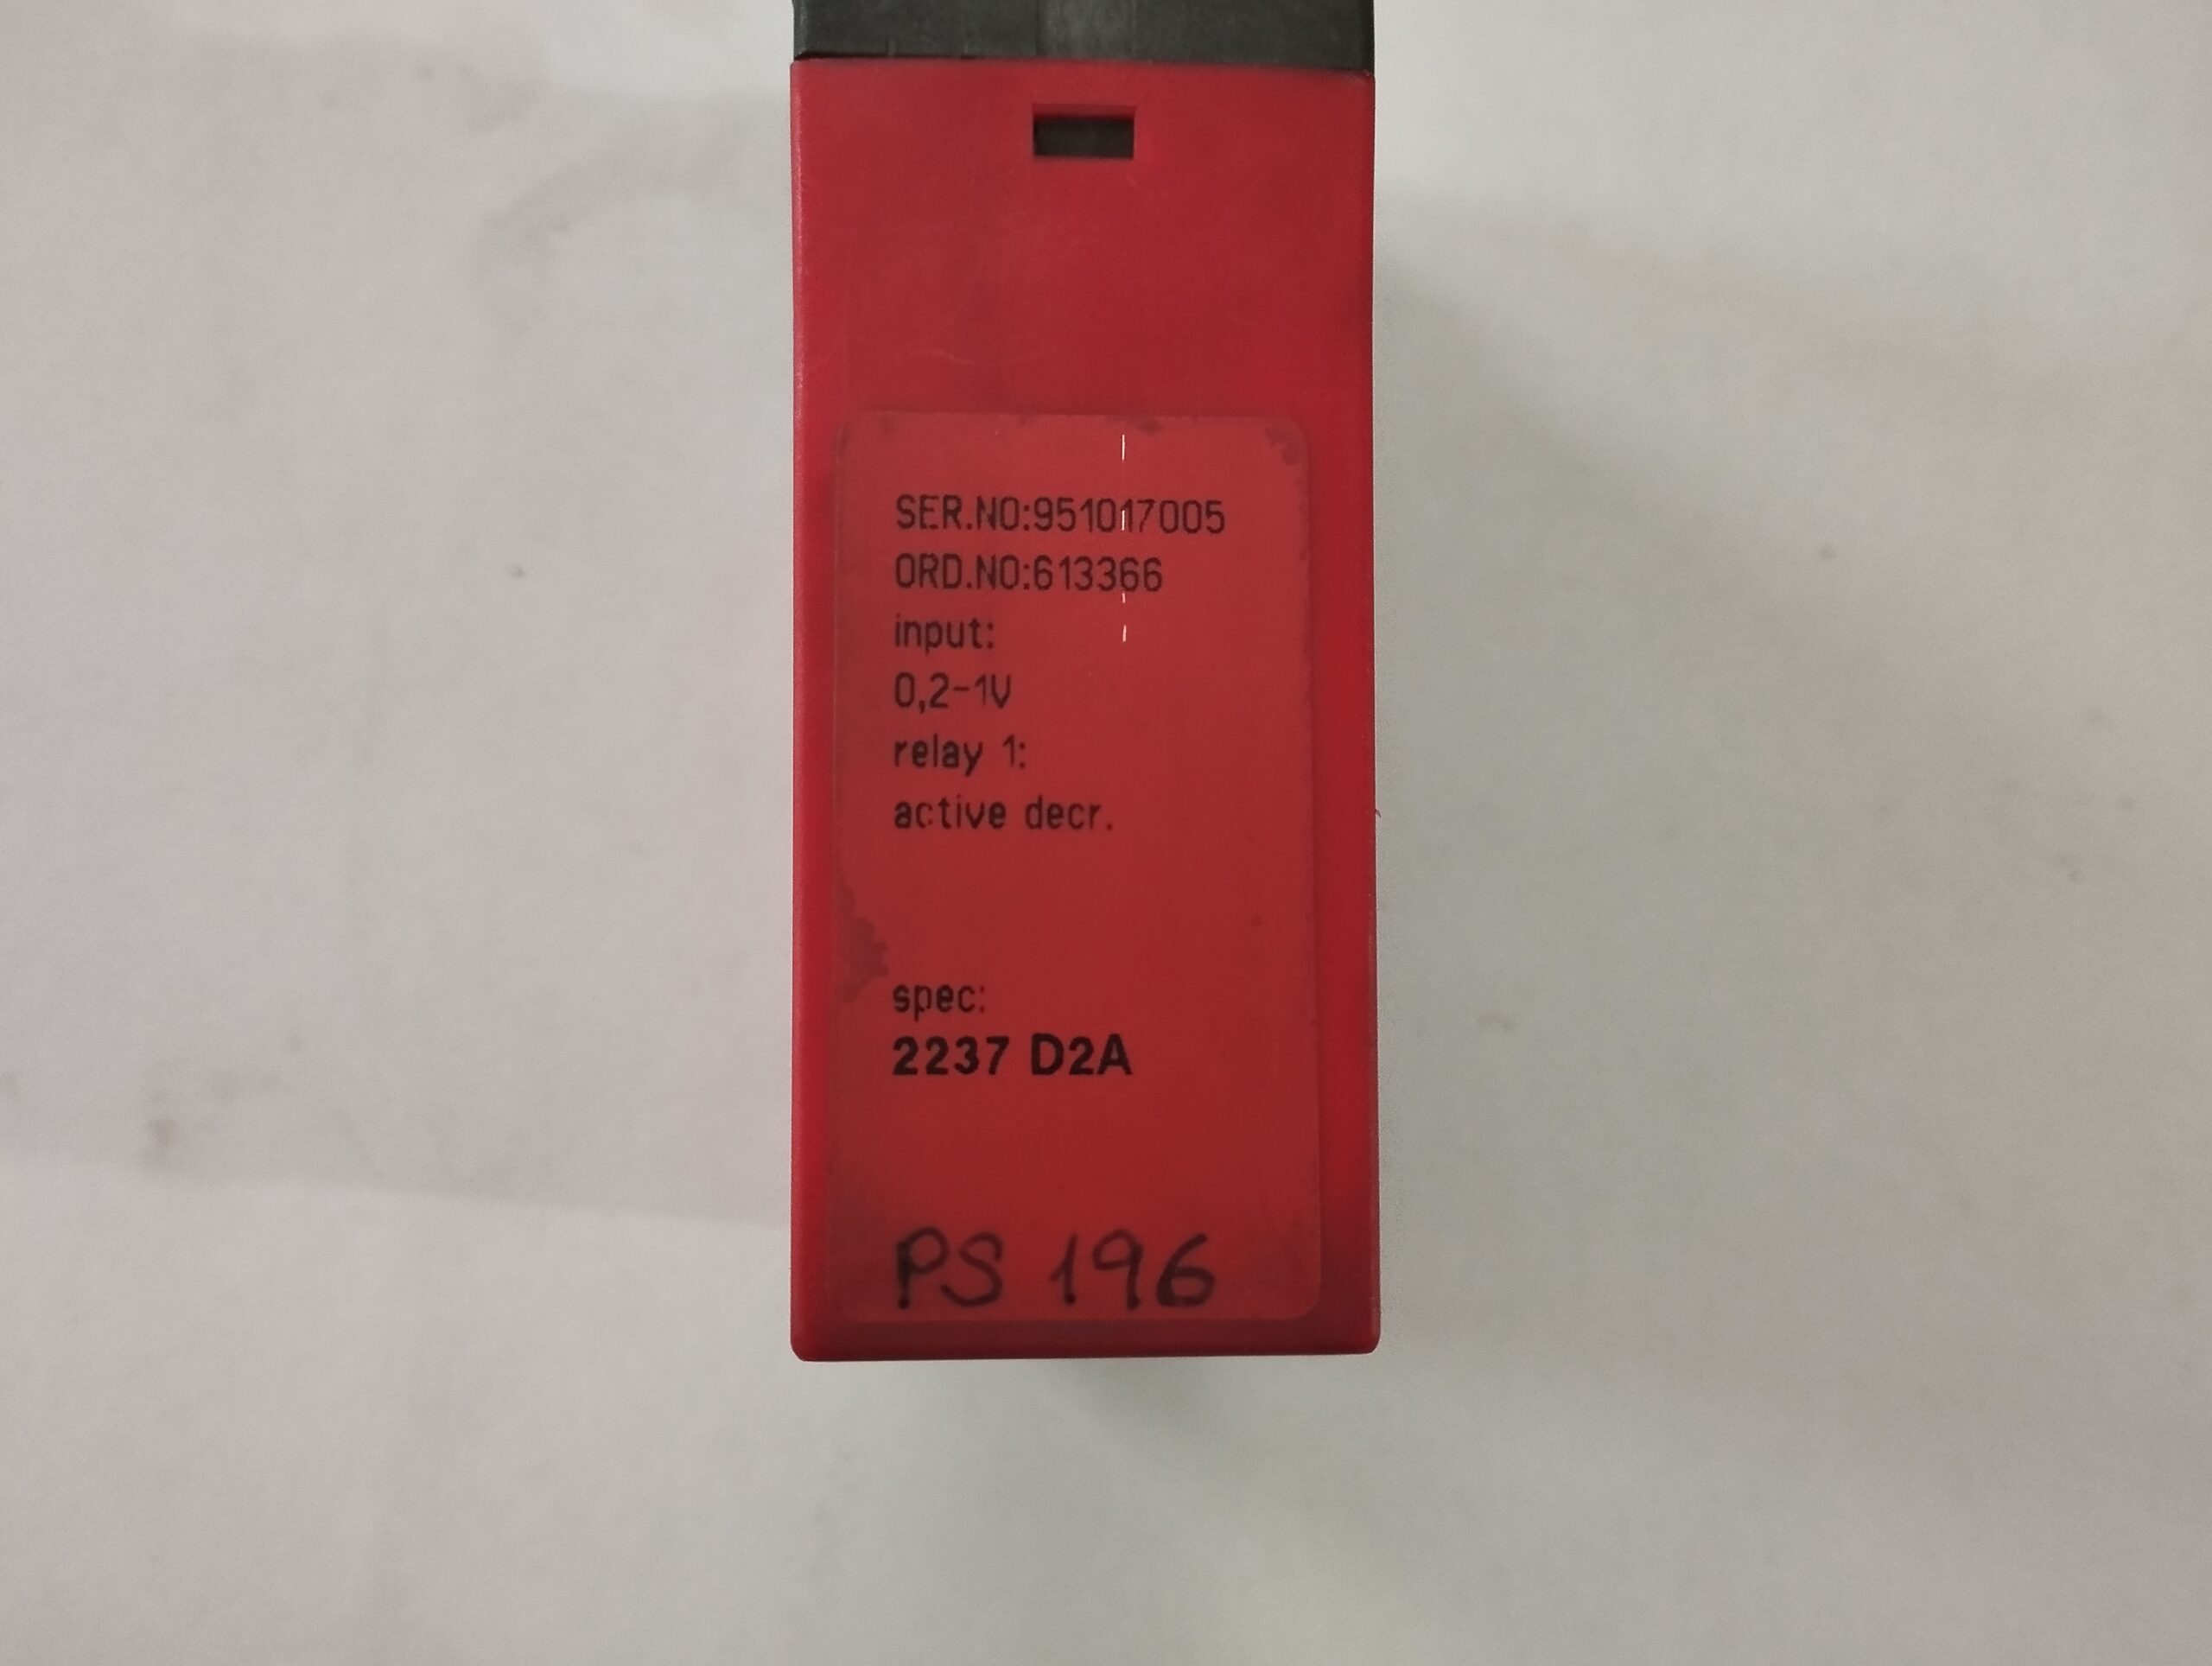 SER.NO:951017005
ORD.NO:613366
input:
0,2-1V
relay 1:
active decr.
spec:
2237 D2A
PS 196